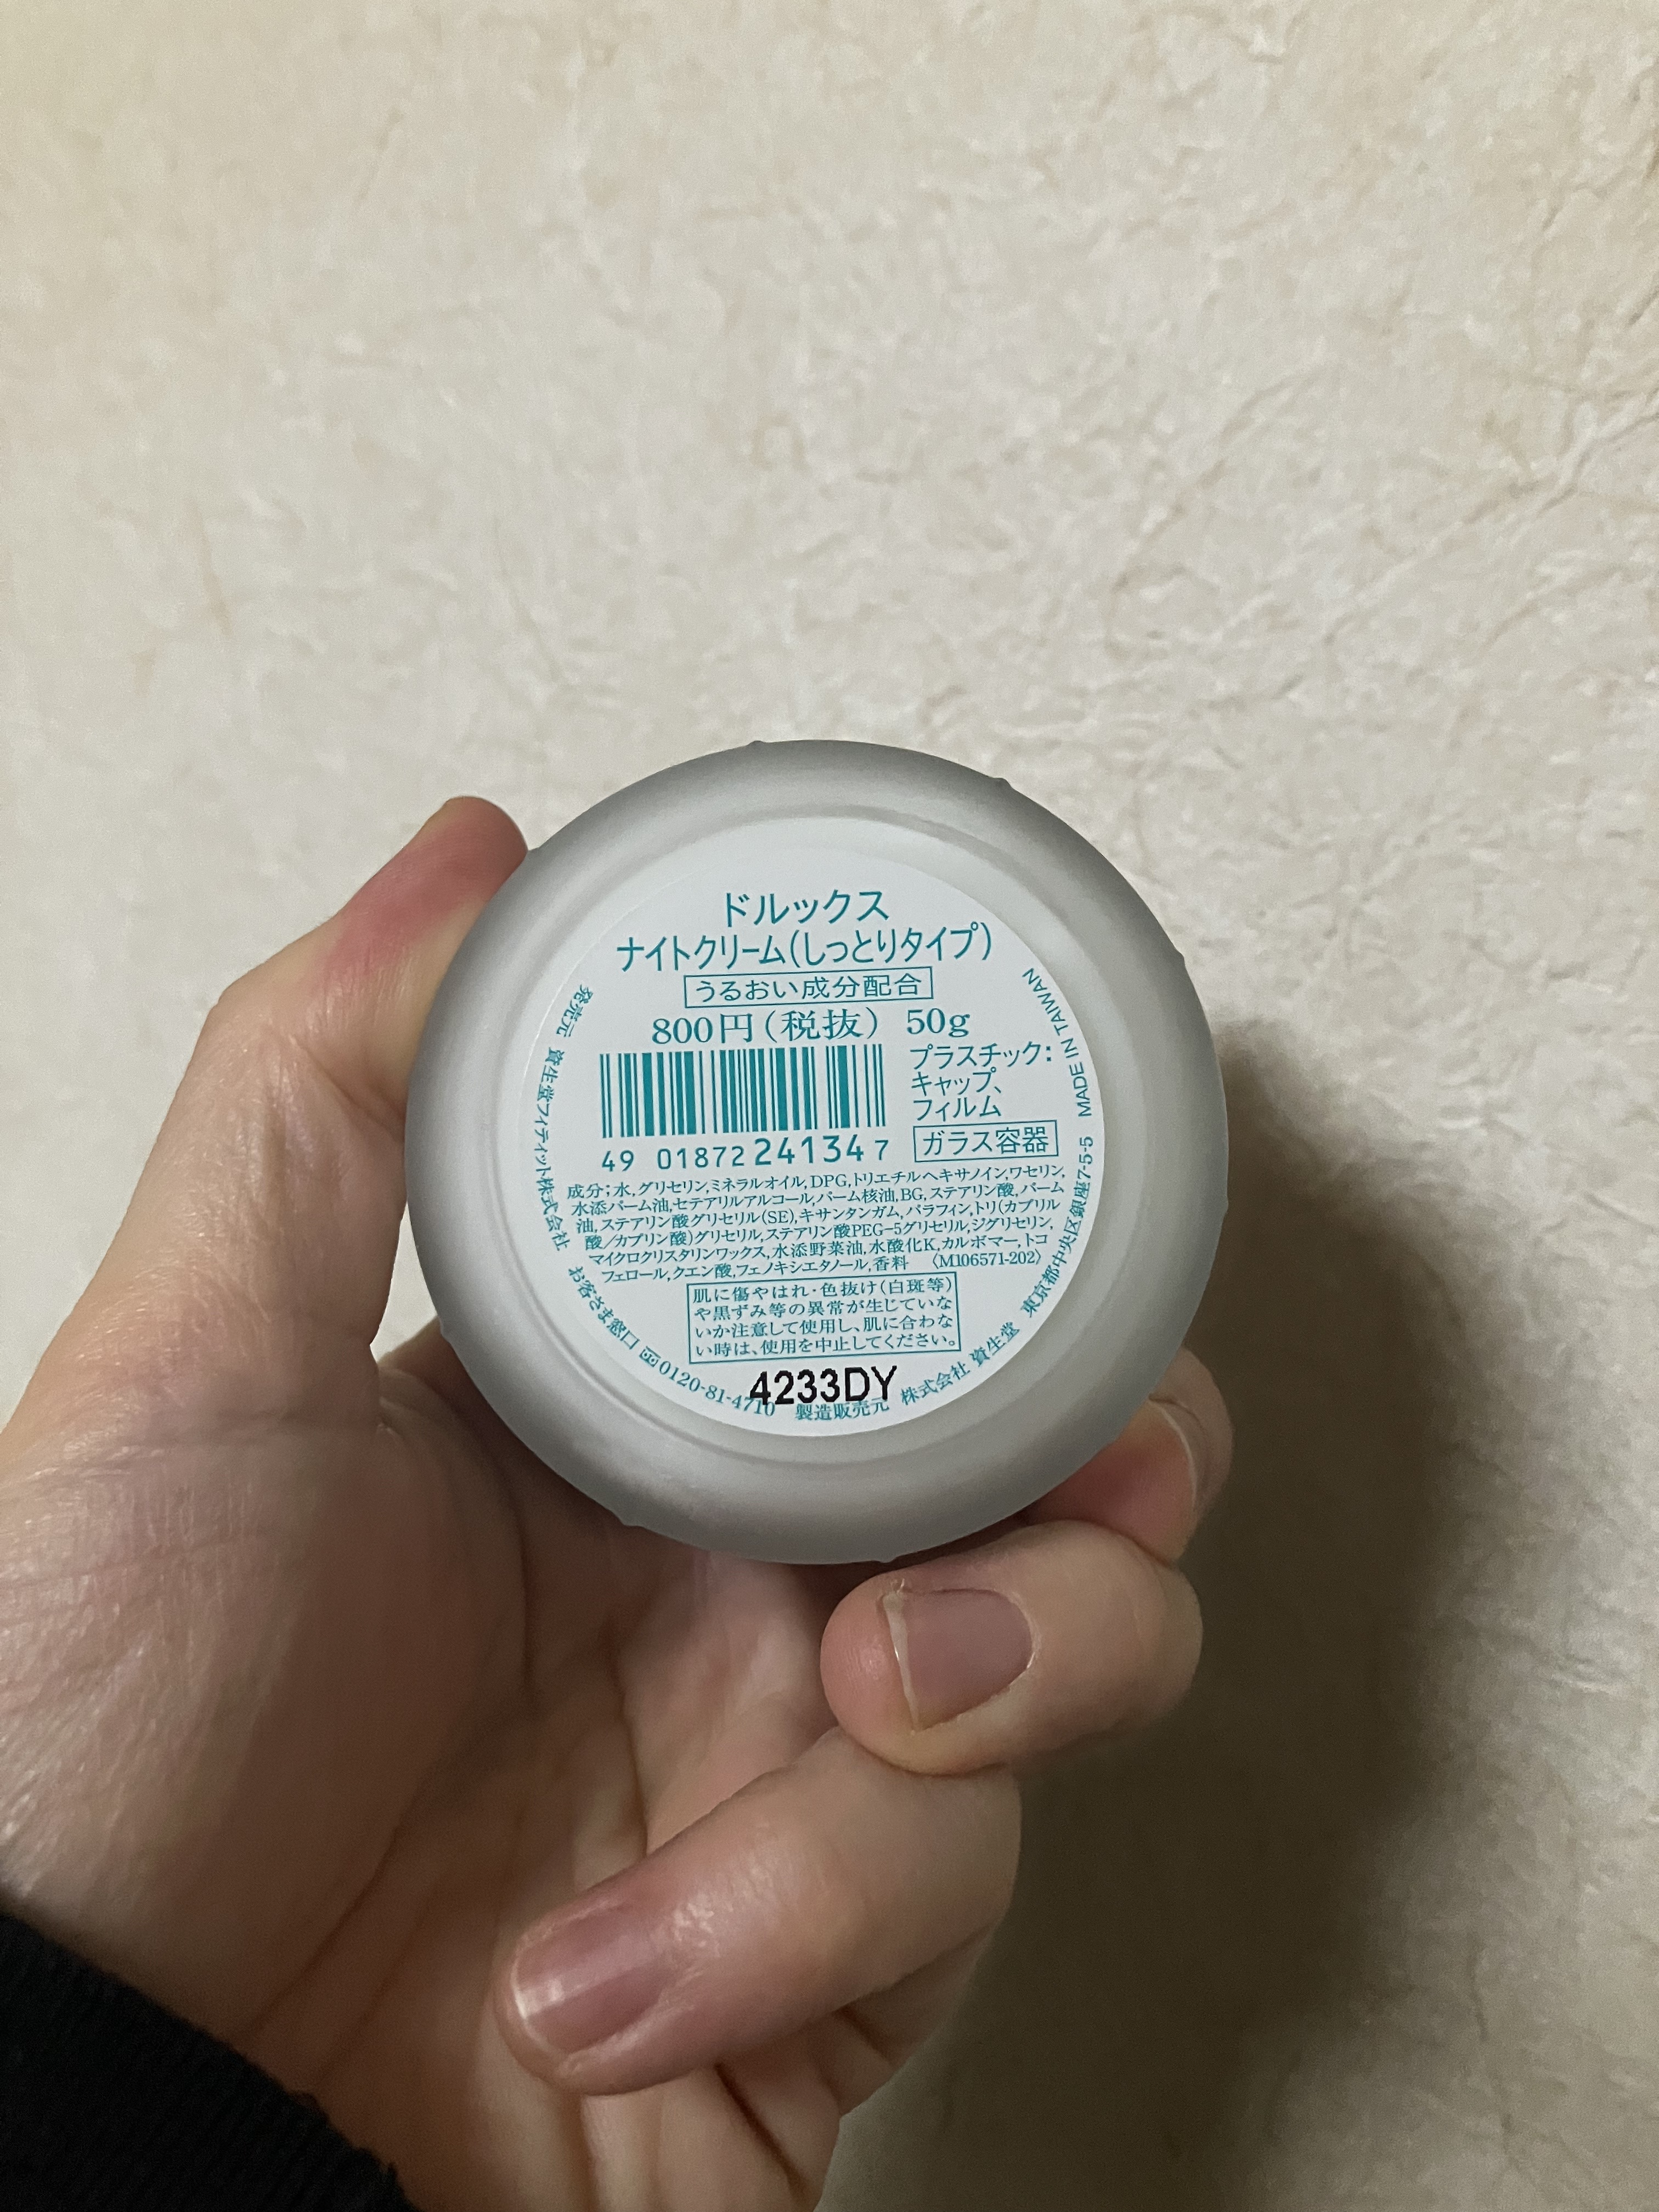 ドルックス
ナイトクリーム(しっとりタイプ)
うるおい成分配合
800円(税抜) 50g
プラスチック:
キャップ、
フィルム
ガラス容器
49 01872 24134 7
成分;水,グリセリン,ミネラルオイル,DPG,トリエチルヘキサノイン,ワセリン,
水添パーム油,セテアリルアルコール,パーム核油,BG,ステアリン酸,パーム
油,ステアリン酸グリセリル(SE),キサンタンガム,パラフィン,トリ(カプリル
酸/カプリン酸)グリセリル,ステアリン酸PEG-5グリセリル,ジグリセリン,
マイクロクリスタリンワックス,水添野菜油,水酸化K,カルボマー,トコ
フェロール,クエン酸,フェノキシエタノール,香料 〈M106571-202〉
肌に傷やはれ・色抜け(白斑等)
や黒ずみ等の異常が生じていな
いか注意して使用し、肌に合わな
い時は、使用を中止してください。
4233DY
発売元 資生堂フィティット株式会社 お客さま窓口 0120-81-4710 製造販売元 株式会社 資生堂 東京都中央区銀座7-5-5 MADE IN TAIWAN